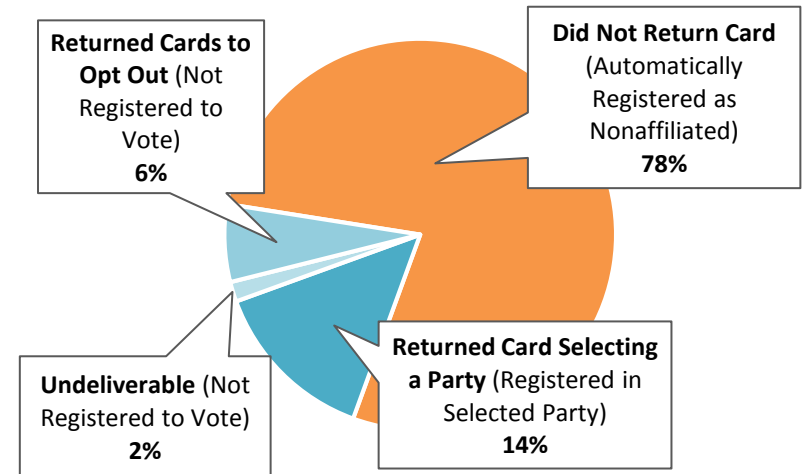 Returned Cards to
Opt Out (Not
Registered to
Vote)
6%
Did Not Return Card
(Automatically
Registered as
Nonaffiliated)
78%
Undeliverable (Not
Registered to Vote)
2%
Returned Card Selecting
a Party (Registered in
Selected Party)
14%